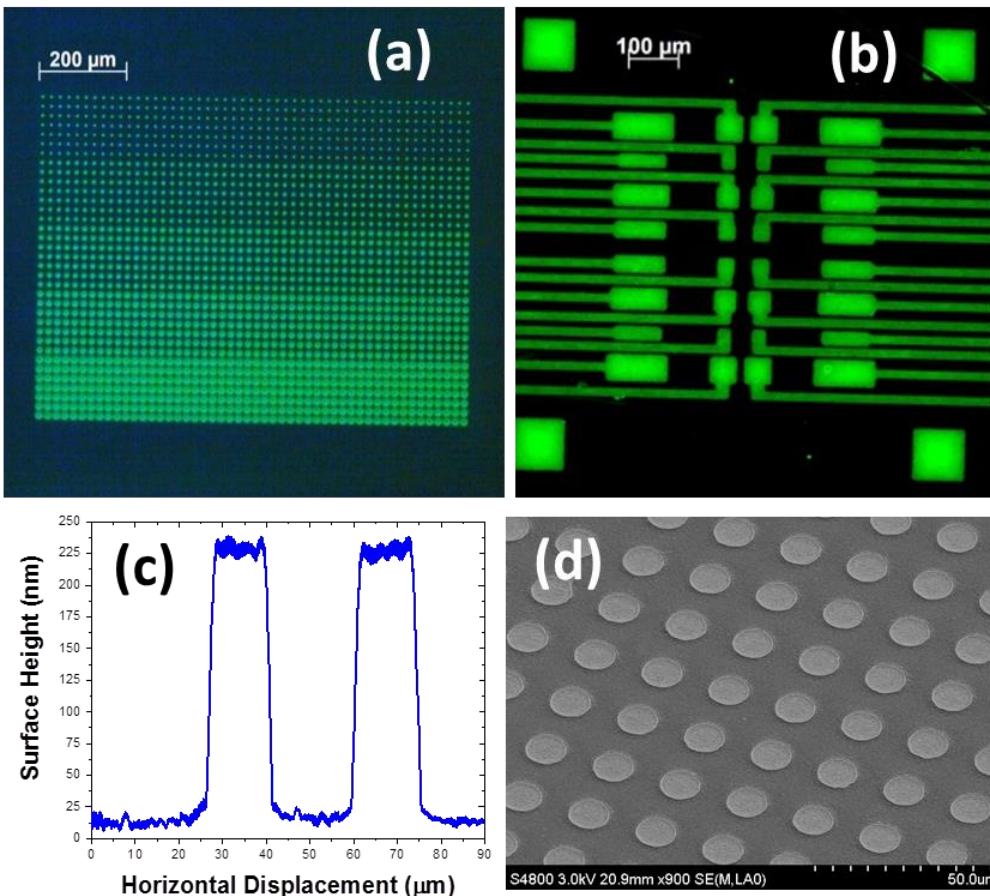 200 µm
(a)
100 µm
(b)
(c)
Surface Height (nm)
250
225
200
175
150
125
100
75
50
25
0
0 10 20 30 40 50 60 70 80 90
Horizontal Displacement (µm)
(d)
S4800 3.0kV 20.9mm x900 SE(M,LA0) 50.0um